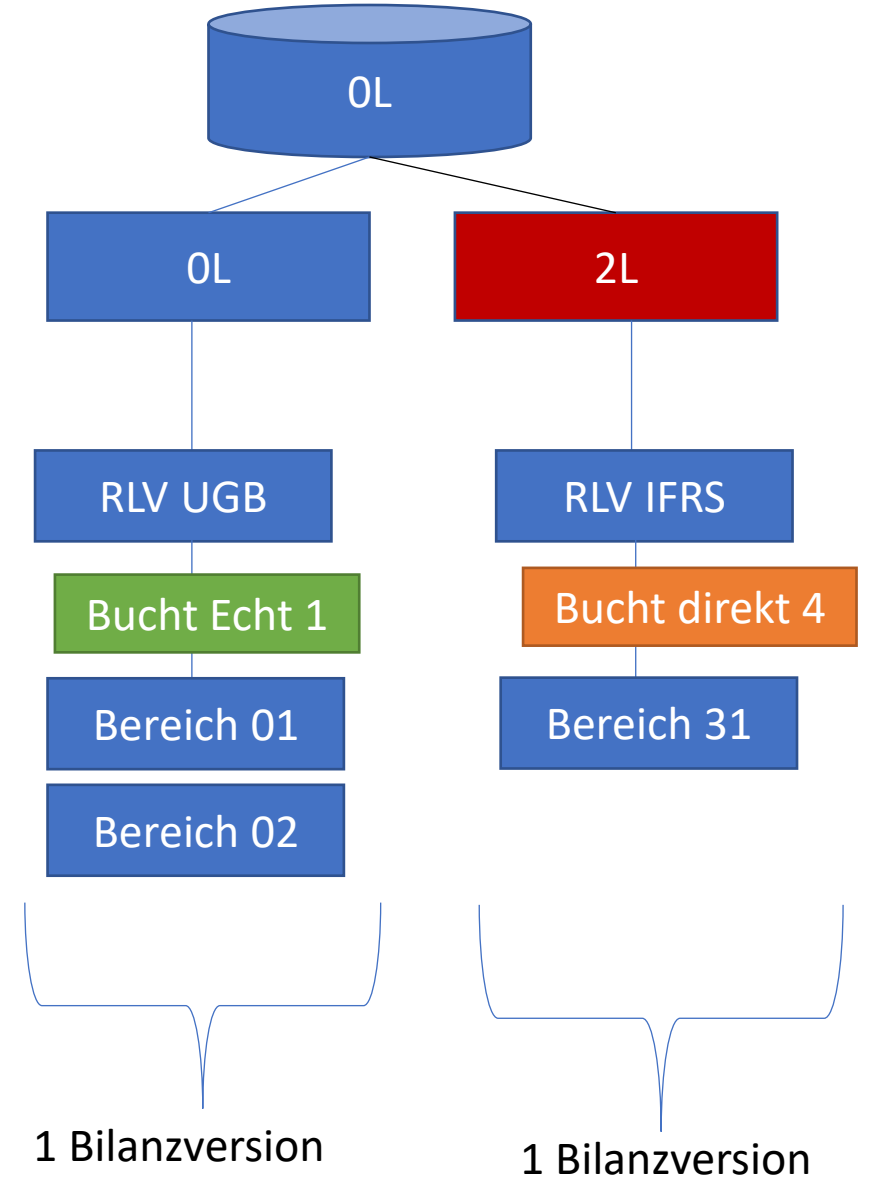 0L
0L
2L
RLV UGB
RLV IFRS
Bucht Echt 1
Bucht direkt 4
Bereich 01
Bereich 31
Bereich 02
1 Bilanzversion
1 Bilanzversion